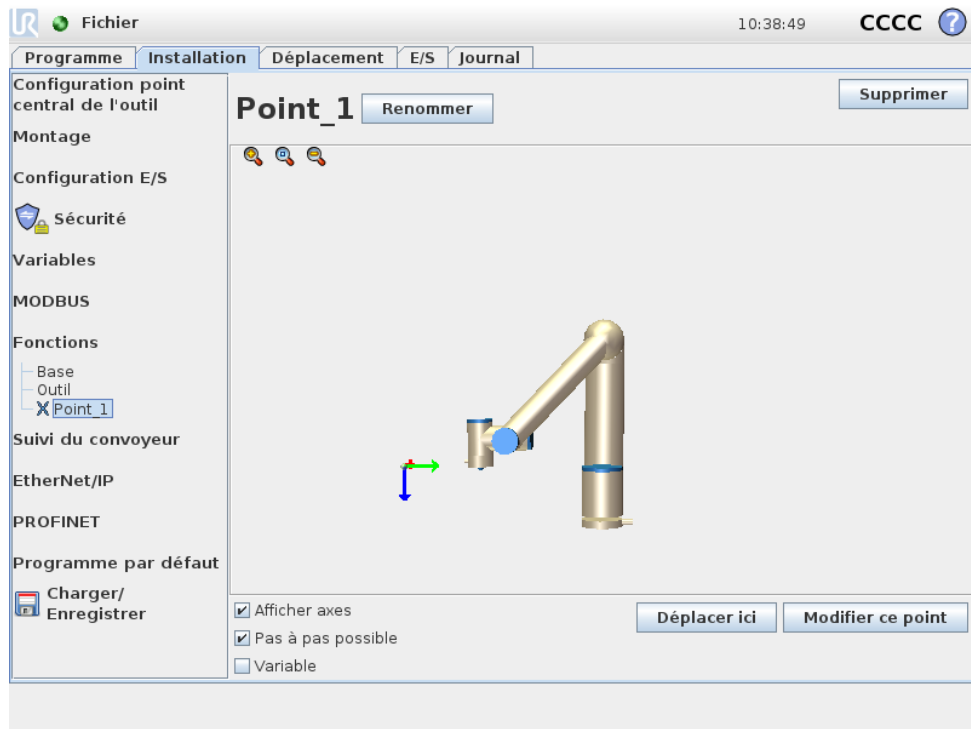 UR Fichier 10:38:49 CCCC ?
Programme Installation Déplacement E/S Journal
Configuration point
central de l'outil
Montage
Configuration E/S
Sécurité
Variables
MODBUS
Fonctions
Base
Outil
Point_1
Suivi du convoyeur
EtherNet/IP
PROFINET
Programme par défaut
Charger/
Enregistrer
Point_1 Renommer Supprimer
Afficher axes
Pas à pas possible
Variable
Déplacer ici Modifier ce point